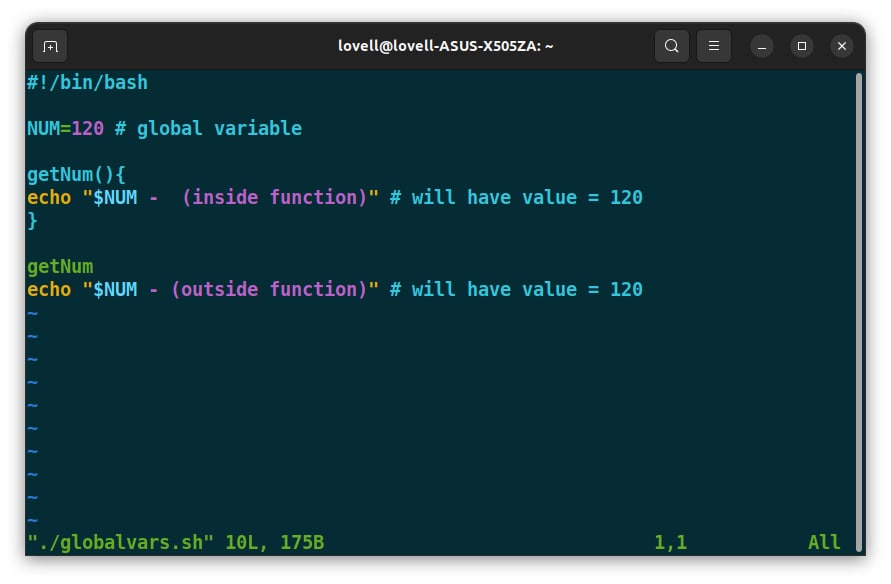 lovell@lovell-ASUS-X505ZA: ~
#!/bin/bash
NUM=120 # global variable
getNum(){
echo "$NUM -  (inside function)" # will have value = 120
}
getNum
echo "$NUM - (outside function)" # will have value = 120
~
~
~
~
~
~
~
~
~
~
"./globalvars.sh" 10L, 175B 1,1 All